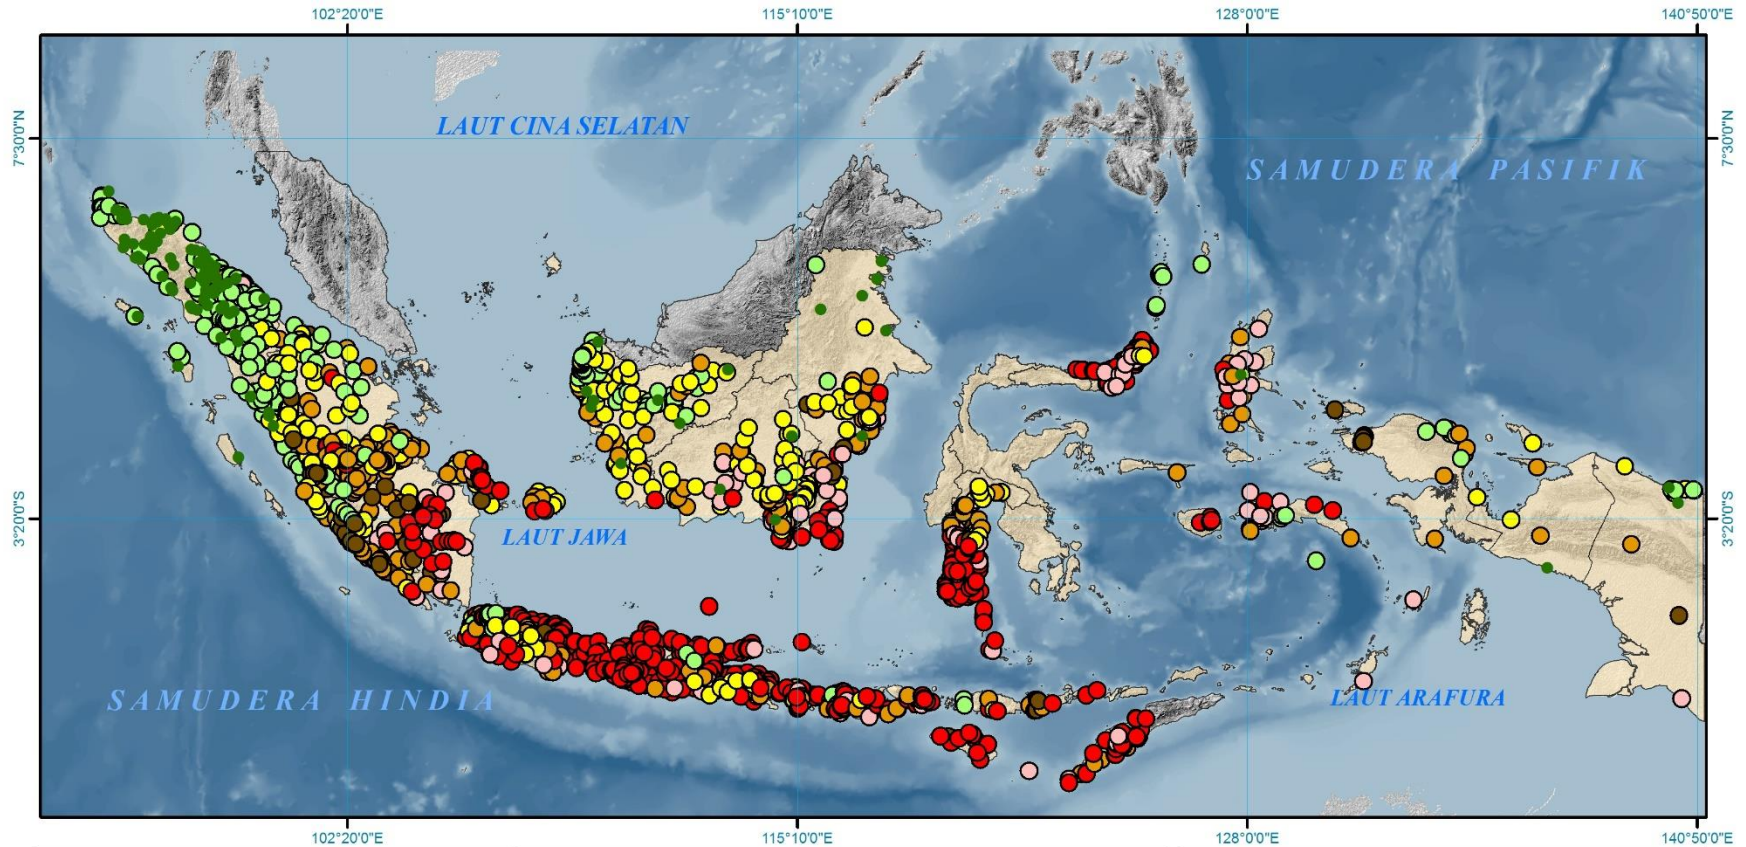 102°20'0"E 115°10'0"E 128°0'0"E 140°50'0"E
7°30'0"N 7°30'0"N
LAUT CINA SELATAN
SAMUDERA PASIFIK
3°20'0"S 3°20'0"S
LAUT JAWA
SAMUDERA HINDIA
LAUT ARAFURA
102°20'0"E 115°10'0"E 128°0'0"E 140°50'0"E